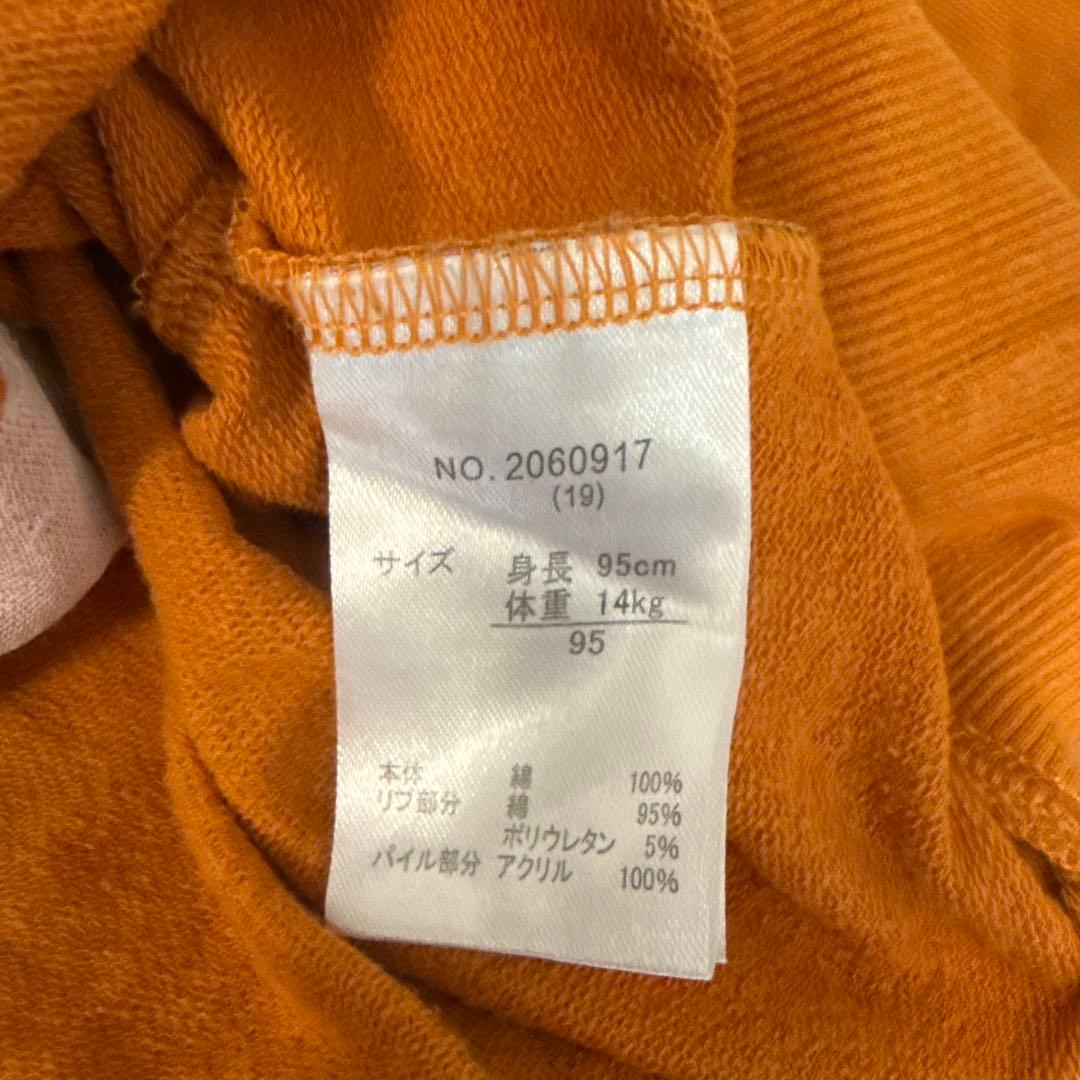 NO.2060917
(19)
サイズ 身長 95cm
体重 14kg
95
本体 綿 100%
リブ部分 綿 95%
ポリウレタン 5%
パイル部分 アクリル 100%